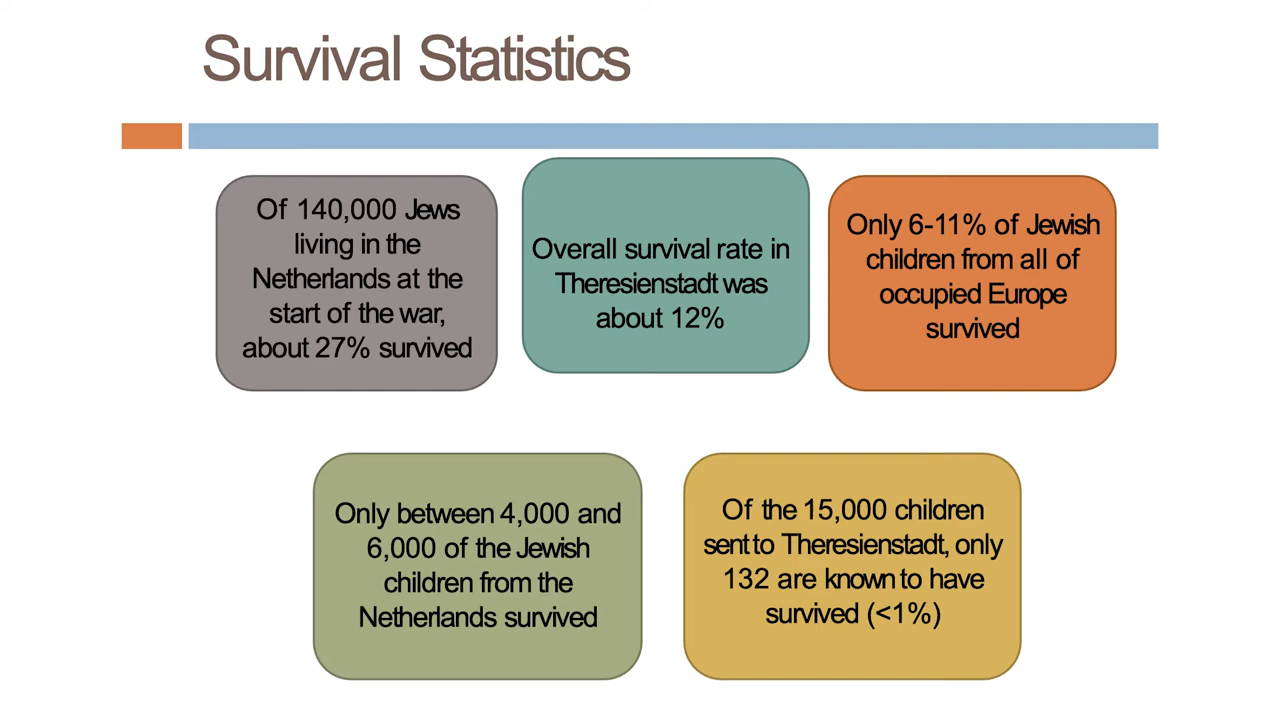 Survival Statistics
Of 140,000 Jews
living in the
Netherlands at the
start of the war,
about 27% survived
Overall survival rate in
Theresienstadt was
about 12%
Only 6-11% of Jewish
children from all of
occupied Europe
survived
Only between 4,000 and
6,000 of the Jewish
children from the
Netherlands survived
Of the 15,000 children
sent to Theresienstadt, only
132 are known to have
survived (<1%)